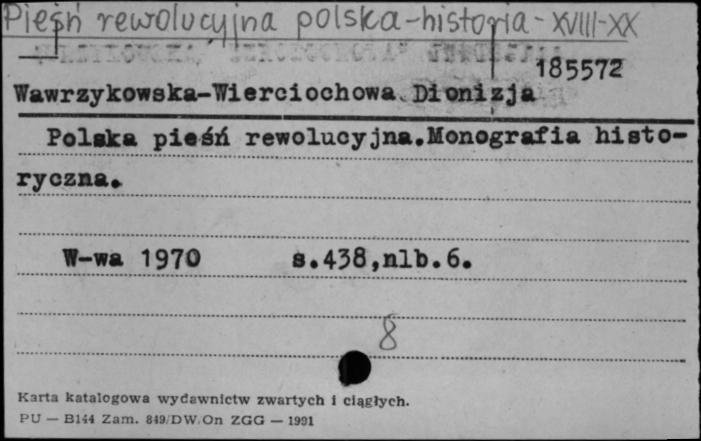 Pieśń rewolucyjna polska-historia-XVIII-XX
185572
Wawrzykowska-Wierciochowa Dionizja
Polska pieśń rewolucyjna.Monografia histo-
ryczna.
W-wa 1970 s.438,nlb.6.
8
Karta katalogowa wydawnictw zwartych i ciągłych.
PU — B144 Zam. 849/DW/On ZGG — 1991